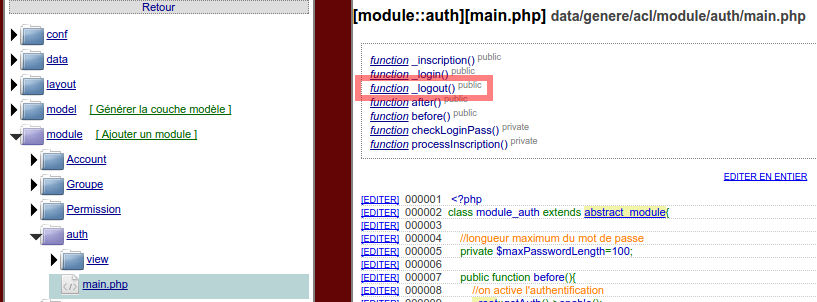 Retour
conf
data
layout
model [ Générer la couche modèle ]
module [ Ajouter un module ]
Account
Groupe
Permission
auth
view
main.php
[module::auth][main.php] data/genere/acl/module/auth/main.php
function _inscription() public
function _login() public
function _logout() public
function after() public
function before() public
function checkLoginPass() private
function processInscription() private
EDITER EN ENTIER
[EDITER] 000001 <?php
[EDITER] 000002 class module_auth extends abstract_module{
[EDITER] 000003
[EDITER] 000004 //longueur maximum du mot de passe
[EDITER] 000005 private $maxPasswordLength=100;
[EDITER] 000006
[EDITER] 000007 public function before(){
[EDITER] 000008 //on active l'authentification